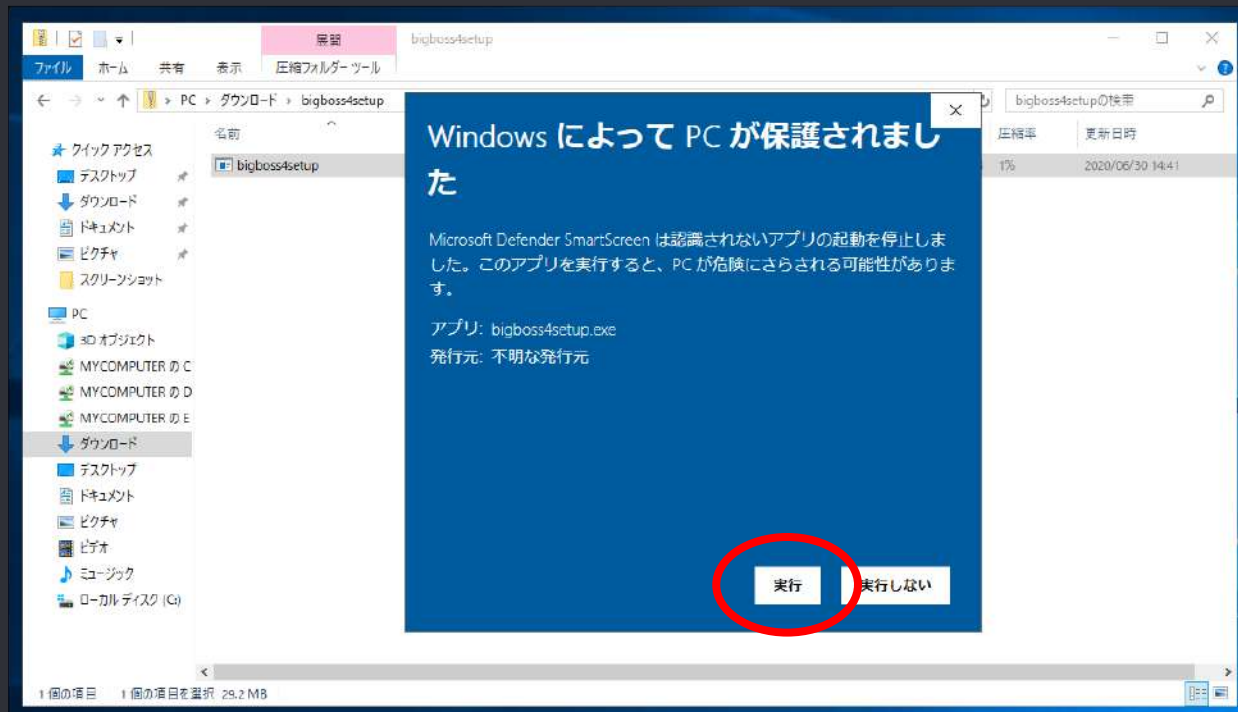 展開
bigboss4setup
ファイル ホーム 共有 表示 圧縮フォルダー ツール
PC › ダウンロード › bigboss4setup
bigboss4setupの検索
名前
圧縮率
更新日時
bigboss4setup
1%
2020/06/30 14:41
クイック アクセス
デスクトップ
ダウンロード
ドキュメント
ピクチャ
スクリーンショット
PC
3D オブジェクト
MYCOMPUTER の C
MYCOMPUTER の D
MYCOMPUTER の E
ダウンロード
デスクトップ
ドキュメント
ピクチャ
ビデオ
ミュージック
ローカル ディスク (C:)
Windows によって PC が保護されまし
た
Microsoft Defender SmartScreen は認識されないアプリの起動を停止しま
した。このアプリを実行すると、PC が危険にさらされる可能性がありま
す。
アプリ: bigboss4setup.exe
発行元: 不明な発行元
実行
実行しない
1 個の項目 1 個の項目を選択 29.2 MB